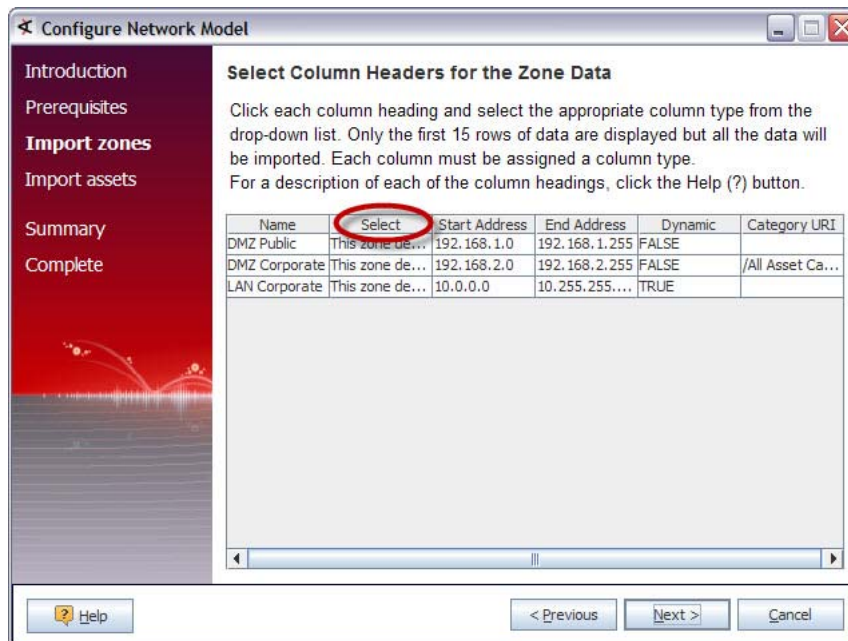 Configure Network Model
Introduction
Prerequisites
Import zones
Import assets
Summary
Complete
Select Column Headers for the Zone Data
Click each column heading and select the appropriate column type from the
drop-down list. Only the first 15 rows of data are displayed but all the data will
be imported. Each column must be assigned a column type.
For a description of each of the column headings, click the Help (?) button.
Name Select Start Address End Address Dynamic Category URI
DMZ Public This zone de... 192.168.1.0 192.168.1.255 FALSE
DMZ Corporate This zone de... 192.168.2.0 192.168.2.255 FALSE /All Asset Ca...
LAN Corporate This zone de... 10.0.0.0 10.255.255.... TRUE
Help
< Previous
Next >
Cancel